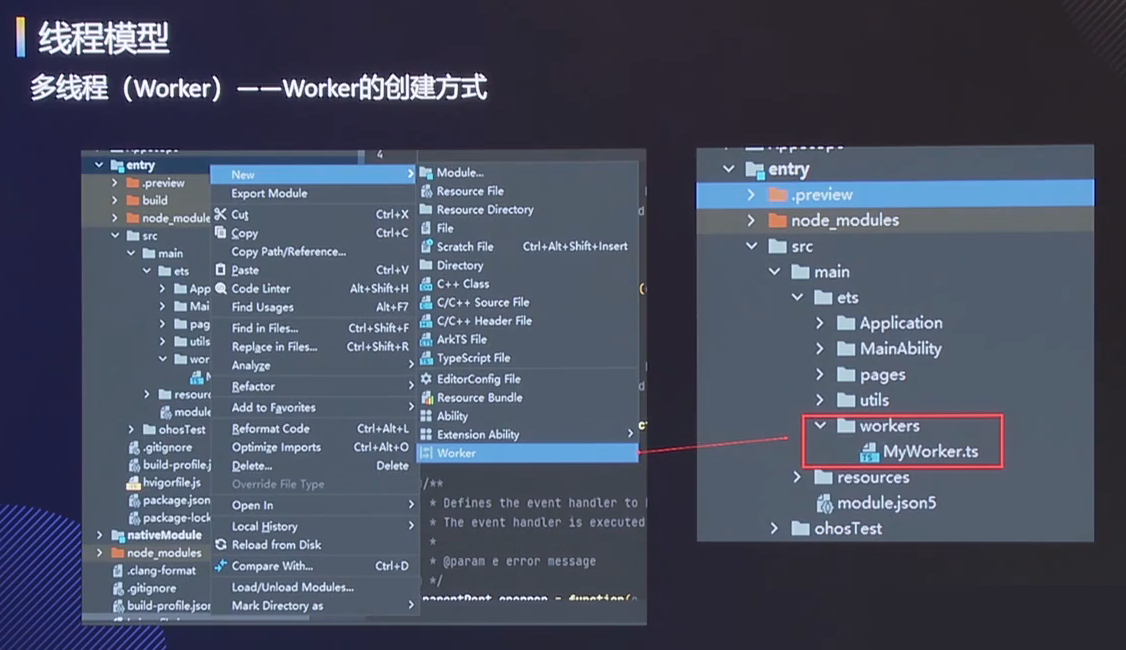 线程模型
多线程（Worker）——Worker的创建方式
entry
.preview
build
node_module
src
main
ets
App
Mai
pag
utils
wor
resourc
module
ohosTest
.gitignore
build-profile.j
hvigorfile.js
package.json
package-lock
nativeModule
node_modules
.clang-format
.gitignore
build-profile.json
New
Export Module
Cut Ctrl+X
Copy Ctrl+C
Copy Path/Reference...
Paste Ctrl+V
Code Linter Alt+Shift+H
Find Usages Alt+F7
Find in Files... Ctrl+Shift+F
Replace in Files... Ctrl+Shift+R
Analyze
Refactor
Add to Favorites
Reformat Code Ctrl+Alt+L
Optimize Imports Ctrl+Alt+O
Delete... Delete
Override File Type
Open In
Local History
Reload from Disk
Compare With... Ctrl+D
Load/Unload Modules...
Mark Directory as
4
Module...
Resource File
Resource Directory
File
Scratch File Ctrl+Alt+Shift+Insert
Directory
C++ Class
C/C++ Source File
C/C++ Header File
ArkTS File
TypeScript File
EditorConfig File
Resource Bundle
Ability
Extension Ability
Worker
/**
* Defines the event handler to
* The event handler is executed
*
* @param e error message
*/
entry
.preview
node_modules
src
main
ets
Application
MainAbility
pages
utils
workers
TS MyWorker.ts
resources
module.json5
ohosTest